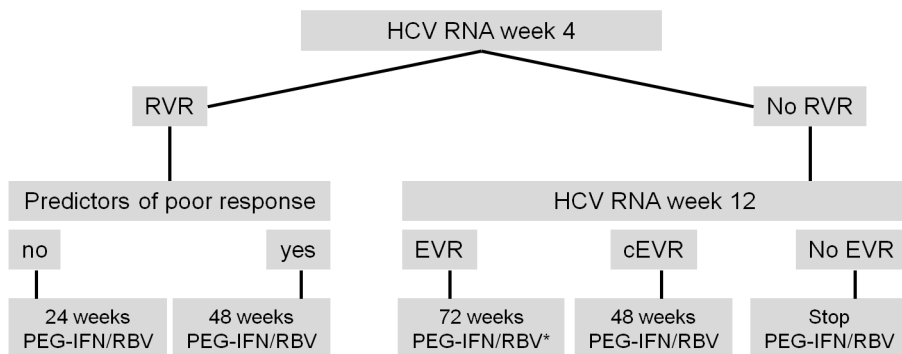 HCV RNA week 4
RVR
No RVR
Predictors of poor response
HCV RNA week 12
no
yes
EVR
cEVR
No EVR
24 weeks
PEG-IFN/RBV
48 weeks
PEG-IFN/RBV
72 weeks
PEG-IFN/RBV*
48 weeks
PEG-IFN/RBV
Stop
PEG-IFN/RBV